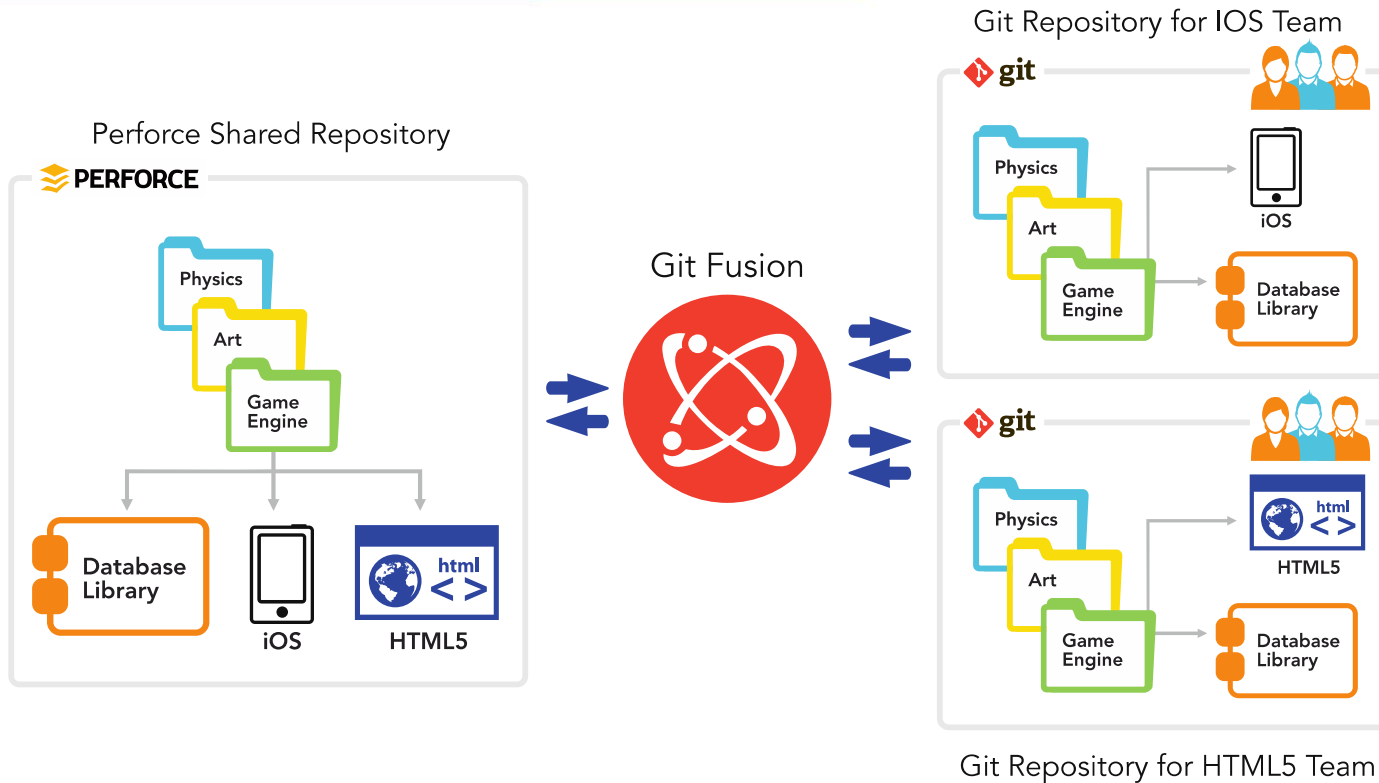 Perforce Shared Repository
PERFORCE
Physics
Art
Game
Engine
Database
Library
iOS
html
< >
HTML5
Git Fusion
Git Repository for IOS Team
git
Physics
Art
Game
Engine
iOS
Database
Library
git
Physics
Art
Game
Engine
html
< >
HTML5
Database
Library
Git Repository for HTML5 Team